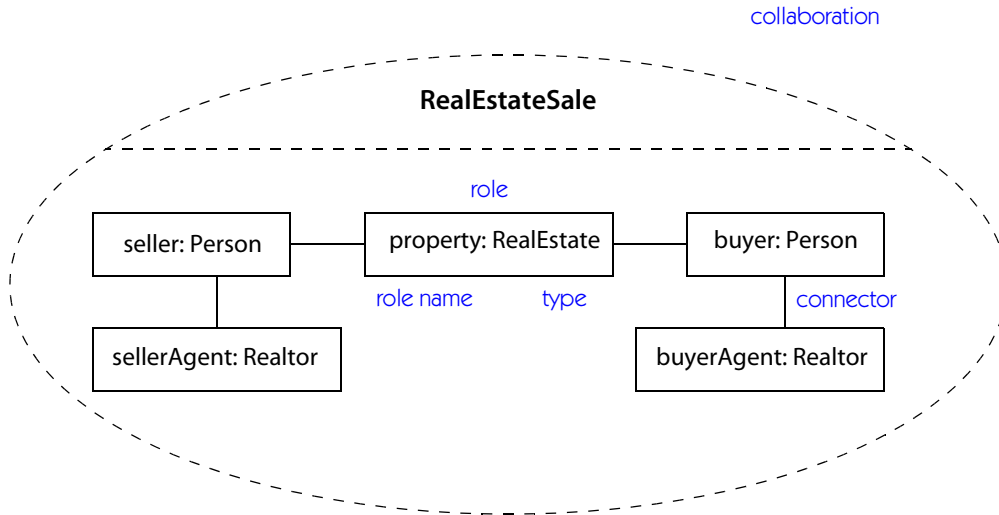 collaboration
RealEstateSale
role
seller: Person
property: RealEstate
buyer: Person
role name
type
connector
sellerAgent: Realtor
buyerAgent: Realtor